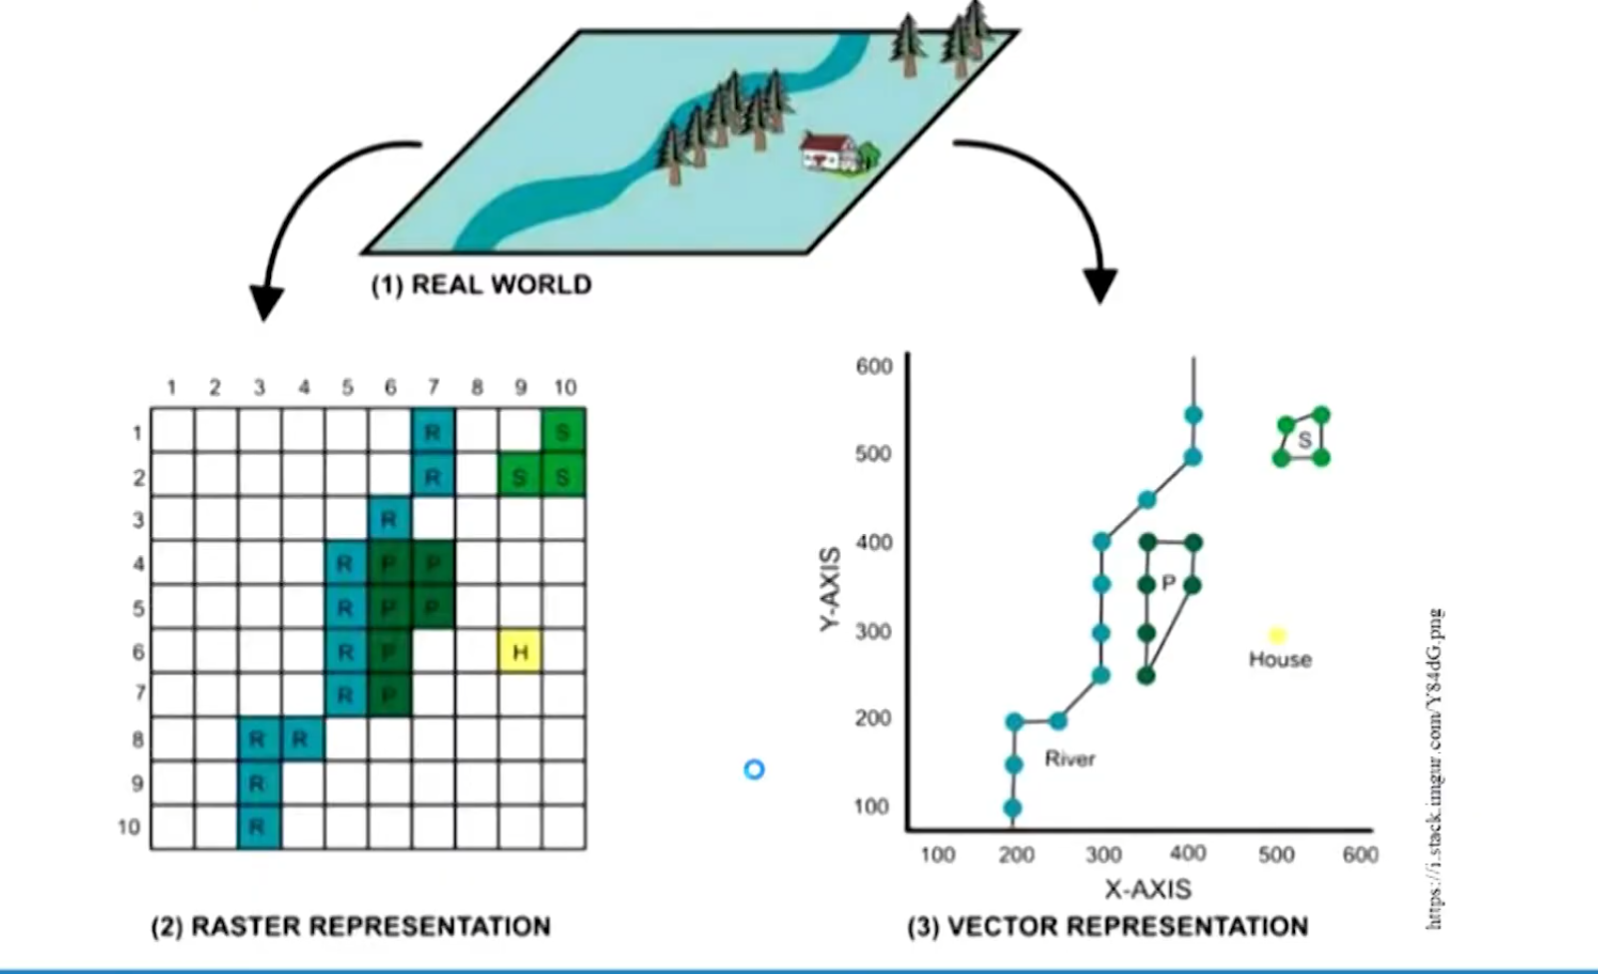 (1) REAL WORLD
1 2 3 4 5 6 7 8 9 10
1 R S
2 R S S
3 R
4 R P P
5 R P P
6 R P H
7 R P
8 R R
9 R
10 R
(2) RASTER REPRESENTATION
600
500
400
300
200
100
Y-AXIS
S
P
House
River
100 200 300 400 500 600
X-AXIS
(3) VECTOR REPRESENTATION
https://i.stack.imgur.com/Y84dG.png